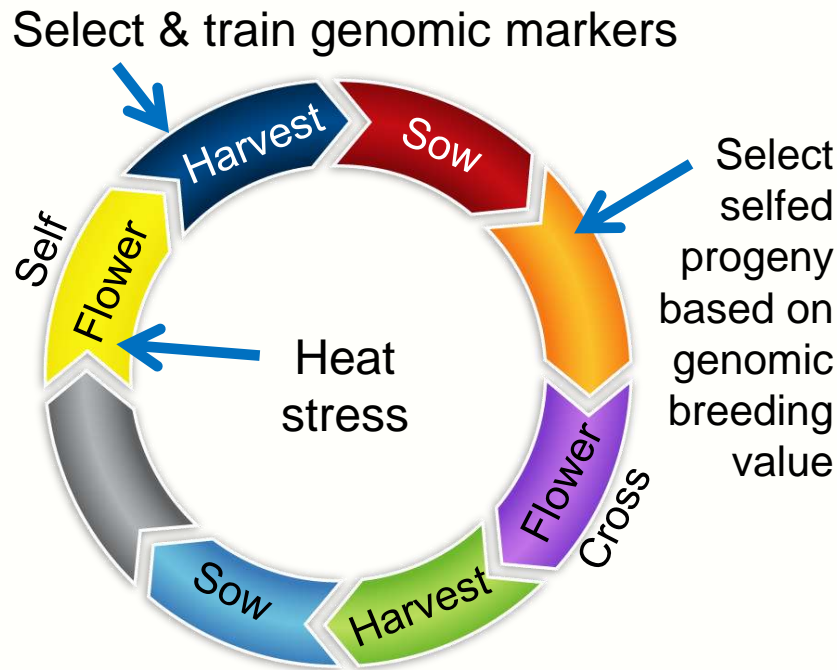 Select & train genomic markers
Harvest
Sow
Select
selfed
progeny
based on
genomic
breeding
value
Self
Flower
Heat
stress
Flower
Cross
Sow
Harvest